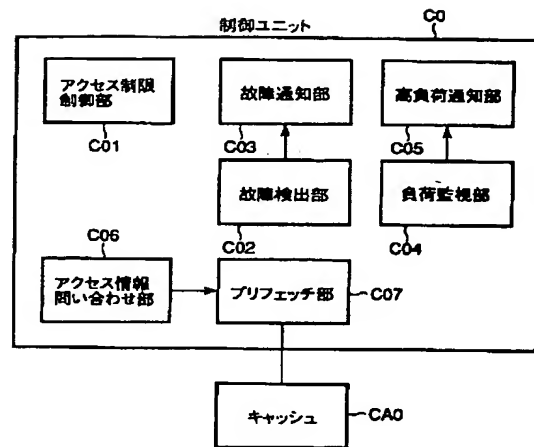 制御ユニット
C0
アクセス制限
制御部
C01
故障通知部
C03
高負荷通知部
C05
故障検出部
C02
負荷監視部
C04
C06
アクセス情報
問い合わせ部
プリフェッチ部
C07
キャッシュ
CA0